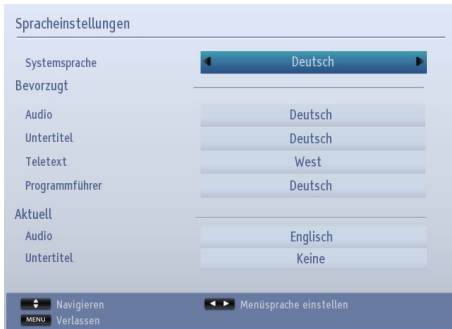 Spracheinstellungen
Systemsprache Deutsch
Bevorzugt
Audio Deutsch
Untertitel Deutsch
Teletext West
Programmführer Deutsch
Aktuell
Audio Englisch
Untertitel Keine
Navigieren Menüsprache einstellen
MENU Verlassen